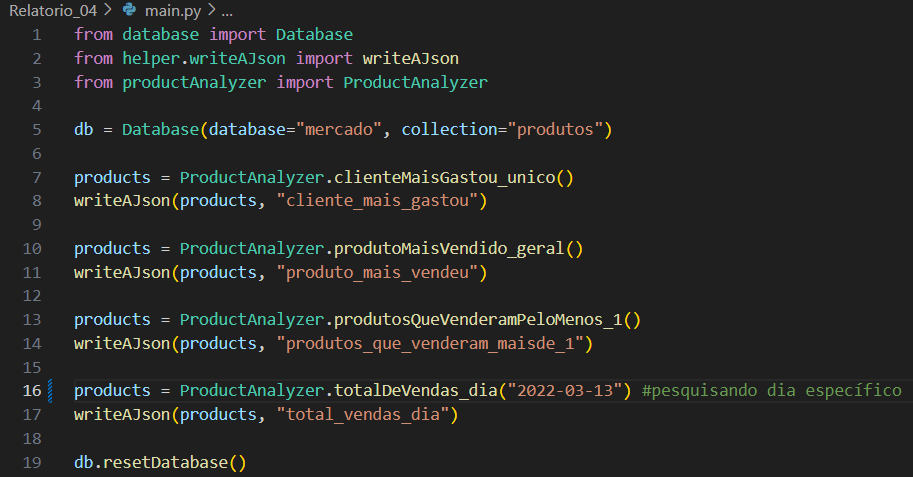 Relatorio_04 > main.py > ...
1 from database import Database
2 from helper.writeAJson import writeAJson
3 from productAnalyzer import ProductAnalyzer
4
5 db = Database(database="mercado", collection="produtos")
6
7 products = ProductAnalyzer.clienteMaisGastou_unico()
8 writeAJson(products, "cliente_mais_gastou")
9
10 products = ProductAnalyzer.produtoMaisVendido_geral()
11 writeAJson(products, "produto_mais_vendeu")
12
13 products = ProductAnalyzer.produtosQueVenderamPeloMenos_1()
14 writeAJson(products, "produtos_que_venderam_maisde_1")
15
16 products = ProductAnalyzer.totalDeVendas_dia("2022-03-13") #pesquisando dia específico
17 writeAJson(products, "total_vendas_dia")
18
19 db.resetDatabase()